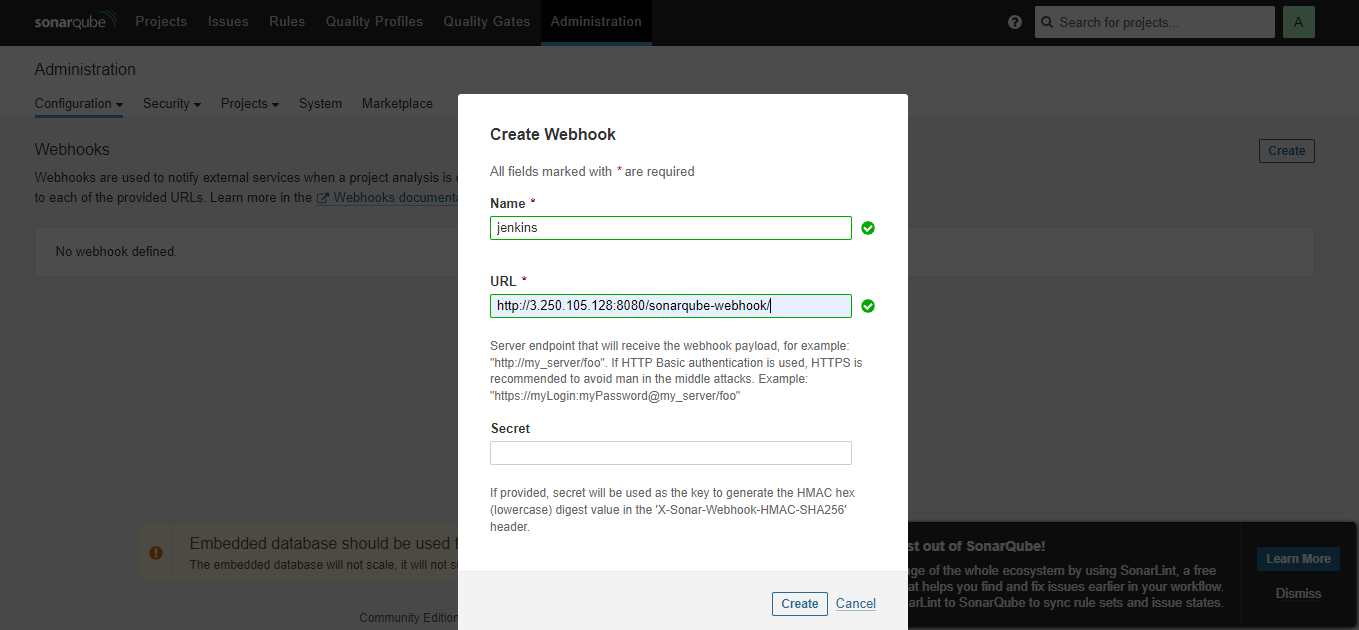 sonarqube Projects Issues Rules Quality Profiles Quality Gates Administration ? Search for projects... A
Administration
Configuration Security Projects System Marketplace
Webhooks
Create
Webhooks are used to notify external services when a project analysis is
to each of the provided URLs. Learn more in the Webhooks documenta
No webhook defined.
Create Webhook
All fields marked with * are required
Name *
jenkins
URL *
http://3.250.105.128:8080/sonarqube-webhook/
Server endpoint that will receive the webhook payload, for example:
"http://my_server/foo". If HTTP Basic authentication is used, HTTPS is
recommended to avoid man in the middle attacks. Example:
"https://myLogin:myPassword@my_server/foo"
Secret
If provided, secret will be used as the key to generate the HMAC hex
(lowercase) digest value in the 'X-Sonar-Webhook-HMAC-SHA256'
header.
Create Cancel
Embedded database should be used f
The embedded database will not scale, it will not s
Community Edition
st out of SonarQube!
ge of the whole ecosystem by using SonarLint, a free
at helps you find and fix issues earlier in your workflow.
arLint to SonarQube to sync rule sets and issue states.
Learn More
Dismiss